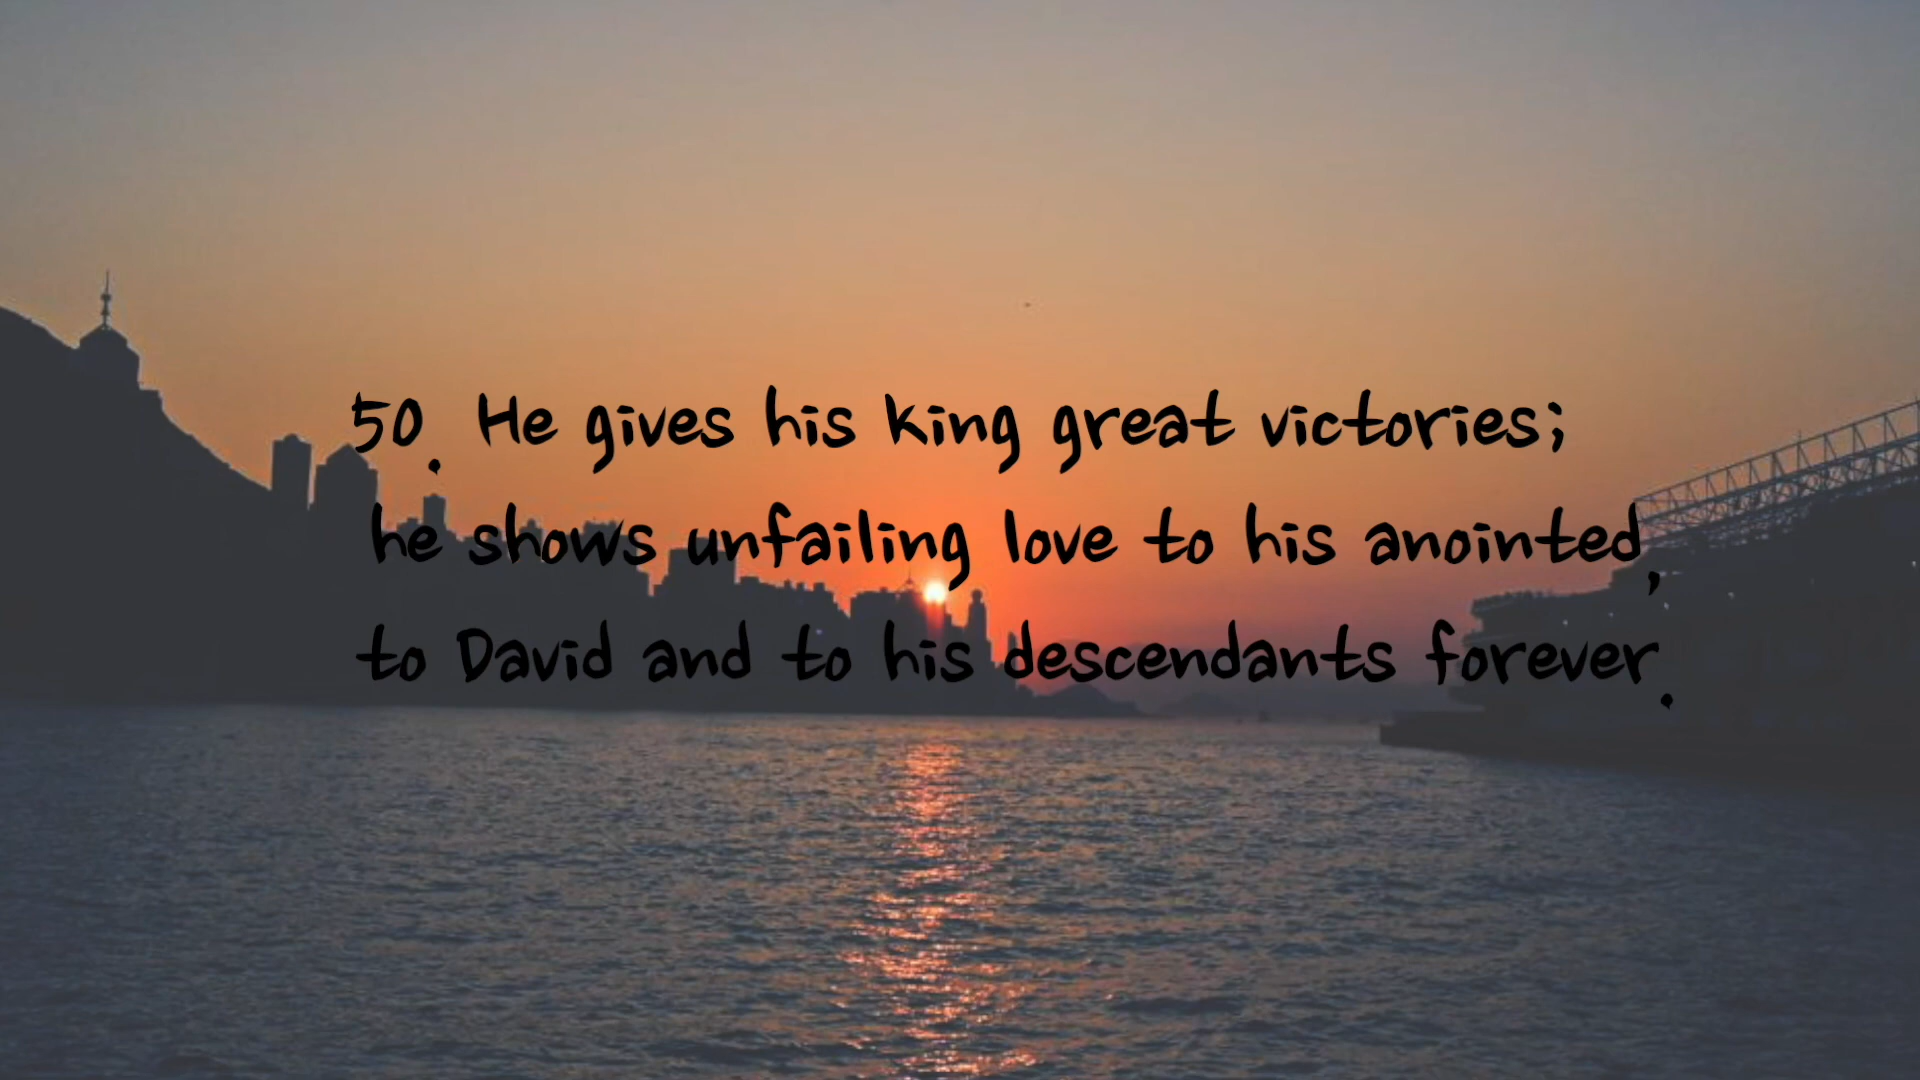 50. He gives his king great victories;
he shows unfailing love to his anointed,
to David and to his descendants forever.